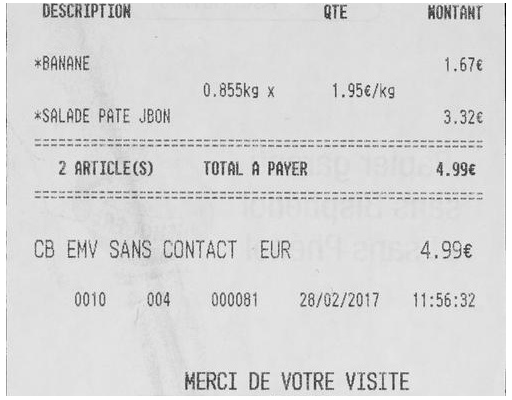 DESCRIPTION QTE MONTANT
*BANANE 1.67€
0.855kg x 1.95€/kg
*SALADE PATE JBON 3.32€
2 ARTICLE(S) TOTAL A PAYER 4.99€
CB EMV SANS CONTACT EUR 4.99€
0010 004 000081 28/02/2017 11:56:32
MERCI DE VOTRE VISITE